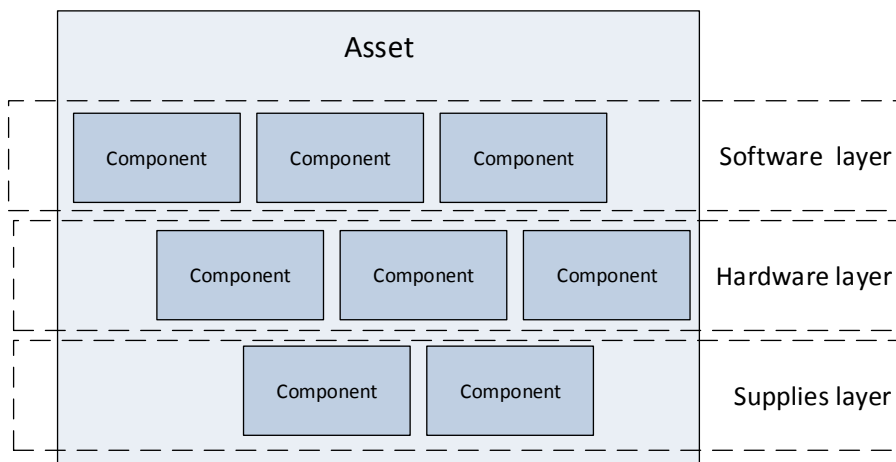 Asset
Component Component Component Software layer
Component Component Component Hardware layer
Component Component Supplies layer